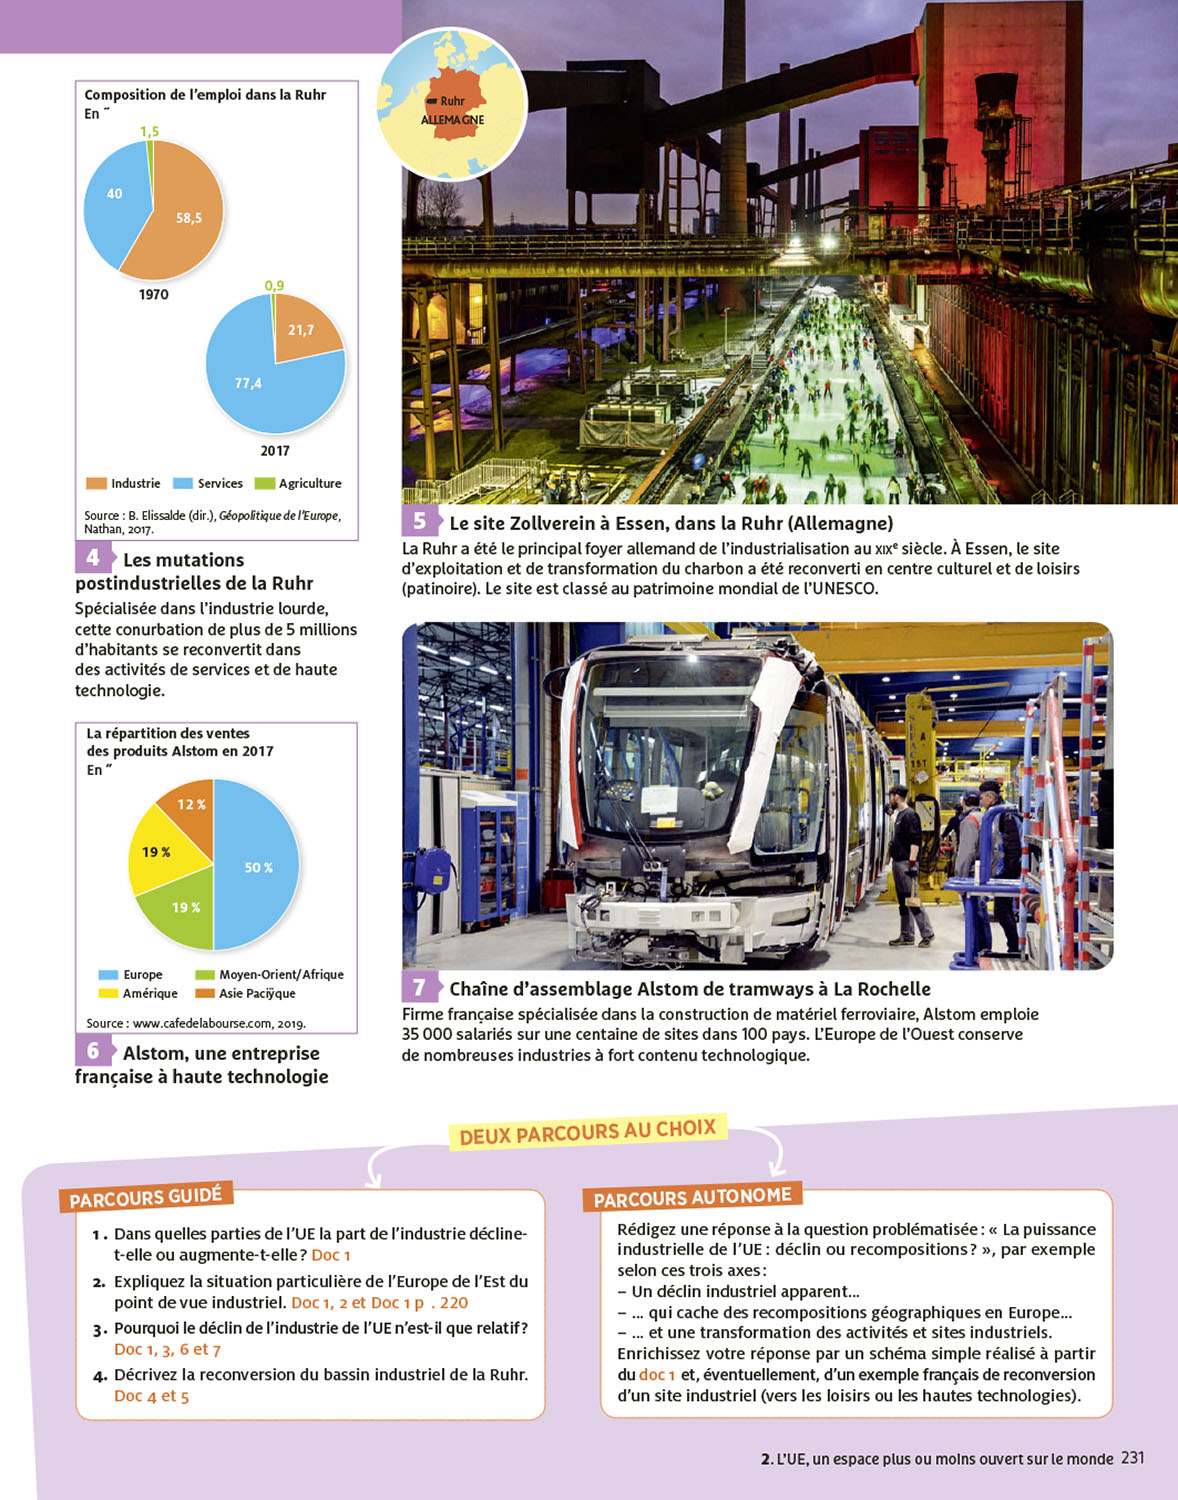 Composition de l'emploi dans la Ruhr
En ˝
1,5
40
58,5
1970
0,9
21,7
77,4
2017
Industrie Services Agriculture
Source : B. Elissalde (dir.), Géopolitique de l'Europe,
Nathan, 2017.
4 Les mutations
postindustrielles de la Ruhr
Spécialisée dans l'industrie lourde,
cette conurbation de plus de 5 millions
d'habitants se reconvertit dans
des activités de services et de haute
technologie.
Ruhr
ALLEMAGNE
5 Le site Zollverein à Essen, dans la Ruhr (Allemagne)
La Ruhr a été le principal foyer allemand de l'industrialisation au XIXe siècle. À Essen, le site
d'exploitation et de transformation du charbon a été reconverti en centre culturel et de loisirs
(patinoire). Le site est classé au patrimoine mondial de l'UNESCO.
La répartition des ventes
des produits Alstom en 2017
En ˝
12 %
19 %
50 %
19 %
Europe Moyen-Orient/Afrique
Amérique Asie Paciÿque
Source : www.cafedelabourse.com, 2019.
6 Alstom, une entreprise
française à haute technologie
A
15T
7 Chaîne d'assemblage Alstom de tramways à La Rochelle
Firme française spécialisée dans la construction de matériel ferroviaire, Alstom emploie
35 000 salariés sur une centaine de sites dans 100 pays. L'Europe de l'Ouest conserve
de nombreuses industries à fort contenu technologique.
DEUX PARCOURS AU CHOIX
PARCOURS GUIDÉ
1. Dans quelles parties de l'UE la part de l'industrie décline-
t-elle ou augmente-t-elle ? Doc 1
2. Expliquez la situation particulière de l'Europe de l'Est du
point de vue industriel. Doc 1, 2 et Doc 1 p . 220
3. Pourquoi le déclin de l'industrie de l'UE n'est-il que relatif ?
Doc 1, 3, 6 et 7
4. Décrivez la reconversion du bassin industriel de la Ruhr.
Doc 4 et 5
PARCOURS AUTONOME
Rédigez une réponse à la question problématisée : « La puissance
industrielle de l'UE : déclin ou recompositions ? », par exemple
selon ces trois axes :
– Un déclin industriel apparent...
– ... qui cache des recompositions géographiques en Europe...
– ... et une transformation des activités et sites industriels.
Enrichissez votre réponse par un schéma simple réalisé à partir
du doc 1 et, éventuellement, d'un exemple français de reconversion
d'un site industriel (vers les loisirs ou les hautes technologies).
2. L'UE, un espace plus ou moins ouvert sur le monde 231